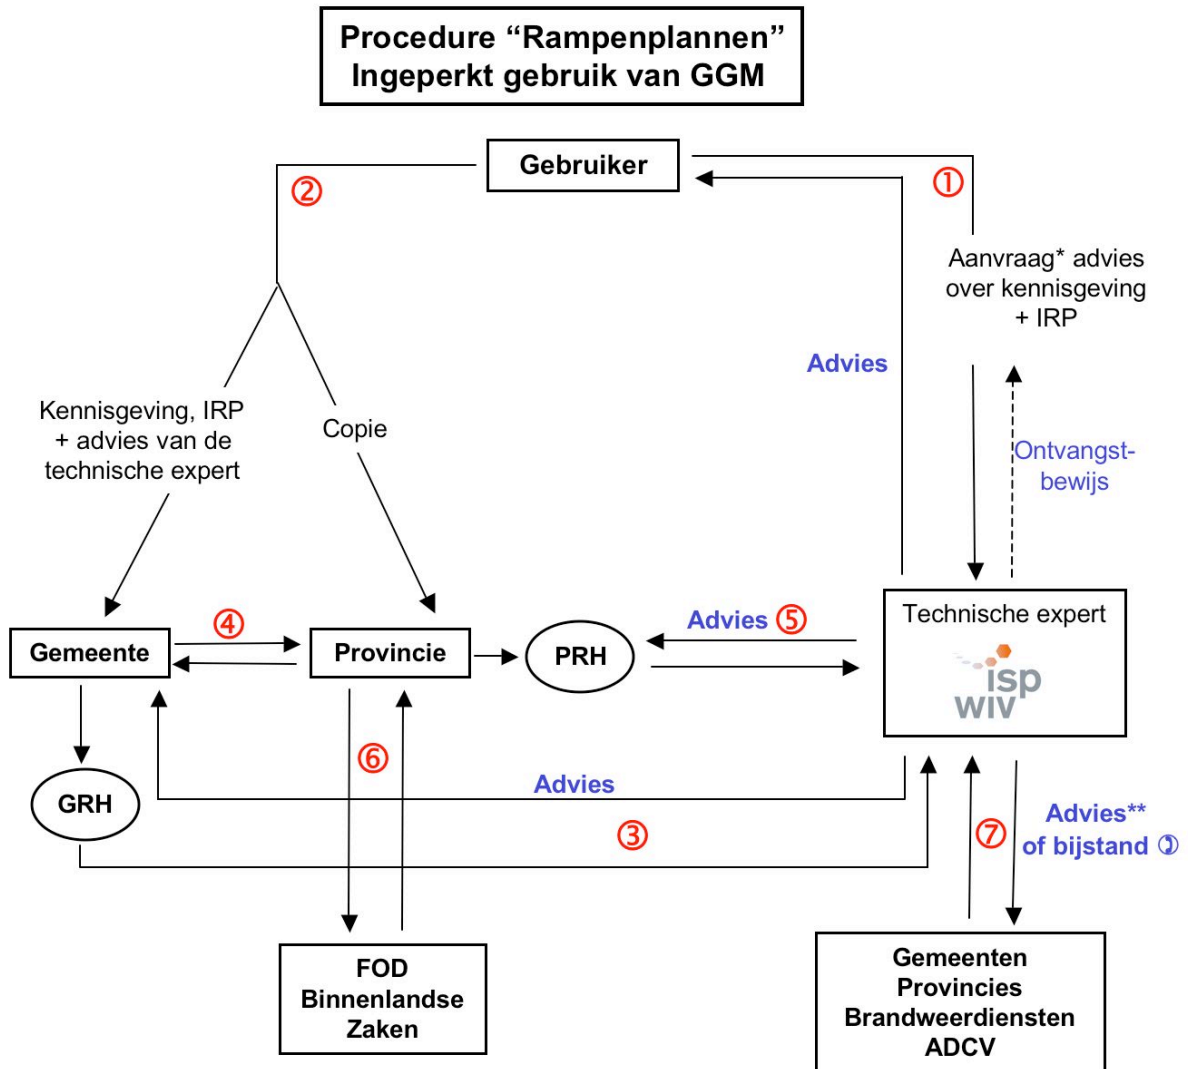 Procedure “Rampenplannen”
Ingeperkt gebruik van GGM
Gebruiker
②
①
Aanvraag* advies
over kennisgeving
+ IRP
Advies
Kennisgeving, IRP
+ advies van de
technische expert
Copie
Ontvangst-
bewijs
Gemeente
④
Provincie
PRH
Advies ⑤
Technische expert
isp
wiv
GRH
⑥
Advies
③
⑦
Advies**
of bijstand ✆
FOD
Binnenlandse
Zaken
Gemeenten
Provincies
Brandweerdiensten
ADCV